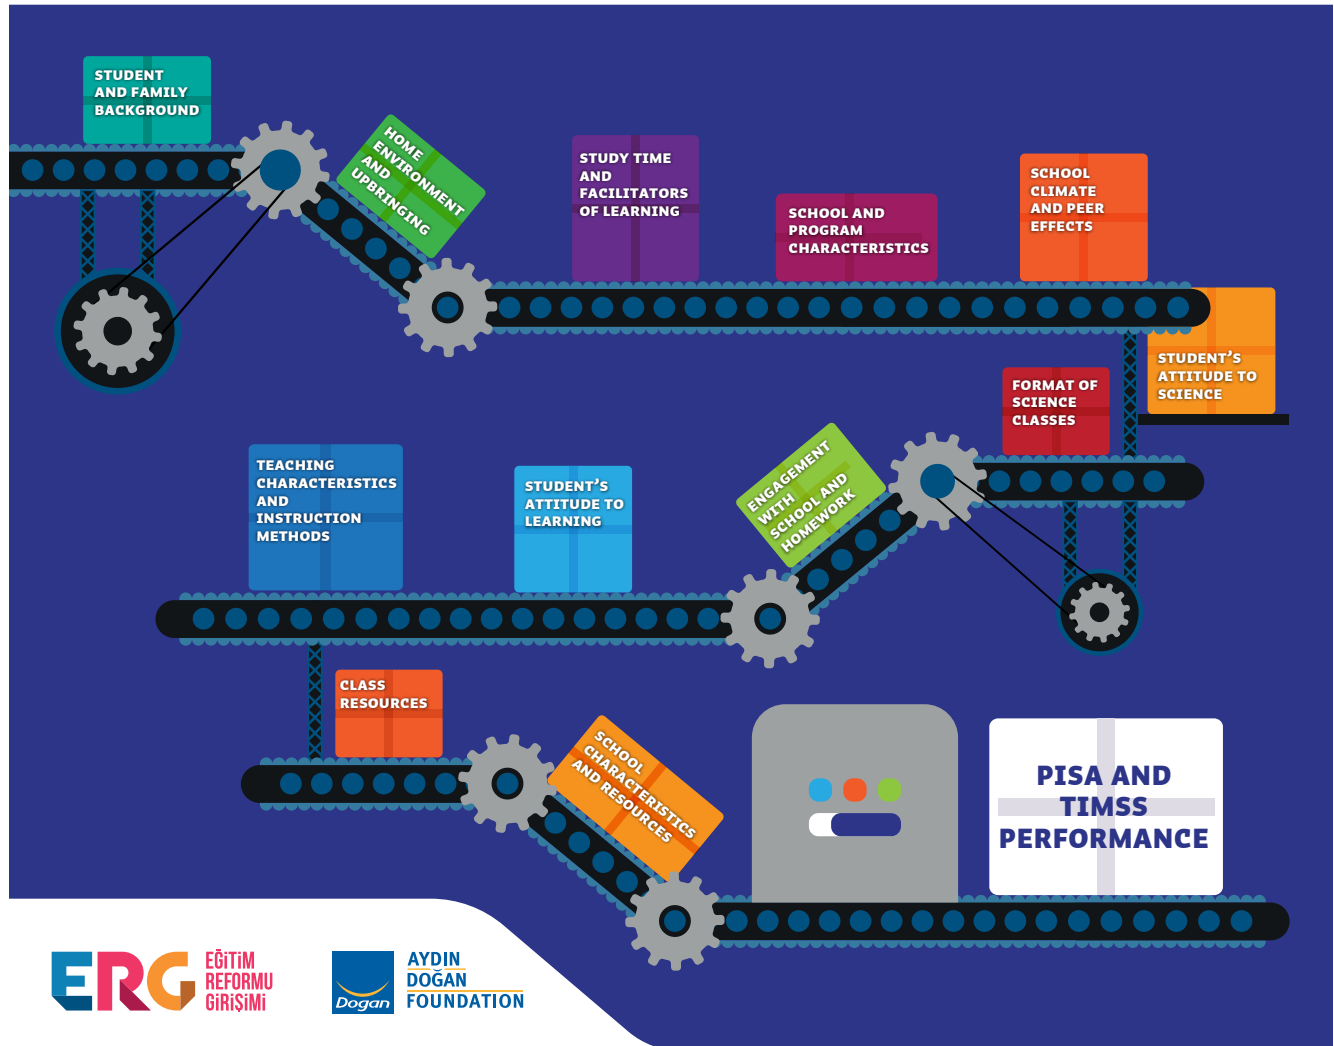 STUDENT
AND FAMILY
BACKGROUND
HOME
ENVIRONMENT
AND
UPBRINGING
STUDY TIME
AND
FACILITATORS
OF LEARNING
SCHOOL AND
PROGRAM
CHARACTERISTICS
SCHOOL
CLIMATE
AND PEER
EFFECTS
STUDENT'S
ATTITUDE TO
SCIENCE
FORMAT OF
SCIENCE
CLASSES
ENGAGEMENT
WITH
SCHOOL AND
HOMEWORK
STUDENT'S
ATTITUDE TO
LEARNING
TEACHING
CHARACTERISTICS
AND
INSTRUCTION
METHODS
CLASS
RESOURCES
SCHOOL
CHARACTERISTICS
AND RESOURCES
PISA AND
TIMSS
PERFORMANCE
ERG
EĞİTİM
REFORMU
GİRİŞİMİ
Dogan
AYDIN
DOĞAN
FOUNDATION